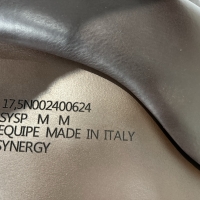 17,5N002400624
SYSP M M
EQUIPE MADE IN ITALY
SYNERGY